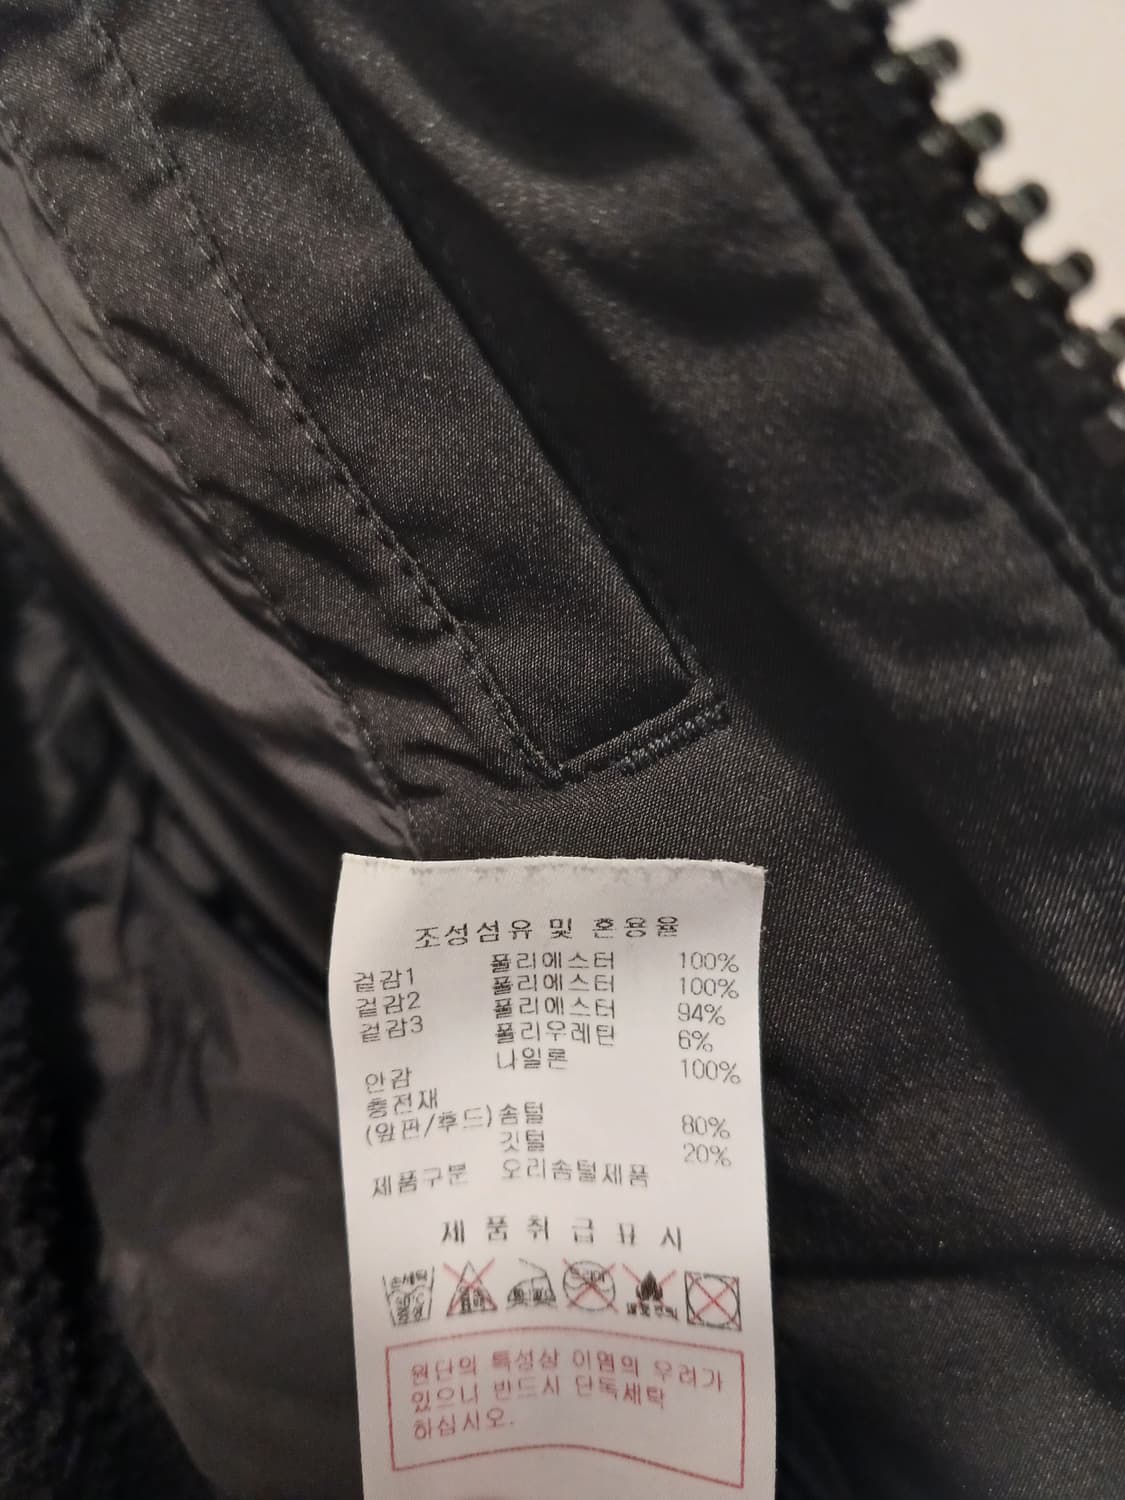 조성섬유 및 혼용율
겉감1 폴리에스터 100%
겉감2 폴리에스터 100%
겉감3 폴리에스터 94%
폴리우레탄 6%
안감 나일론 100%
충전재
(앞판/후드) 솜털 80%
깃털 20%
제품구분 오리솜털제품
제 품 취 급 표 시
손세탁
중성
원단의 특성상 이염의 우려가
있으니 반드시 단독세탁
하십시오.